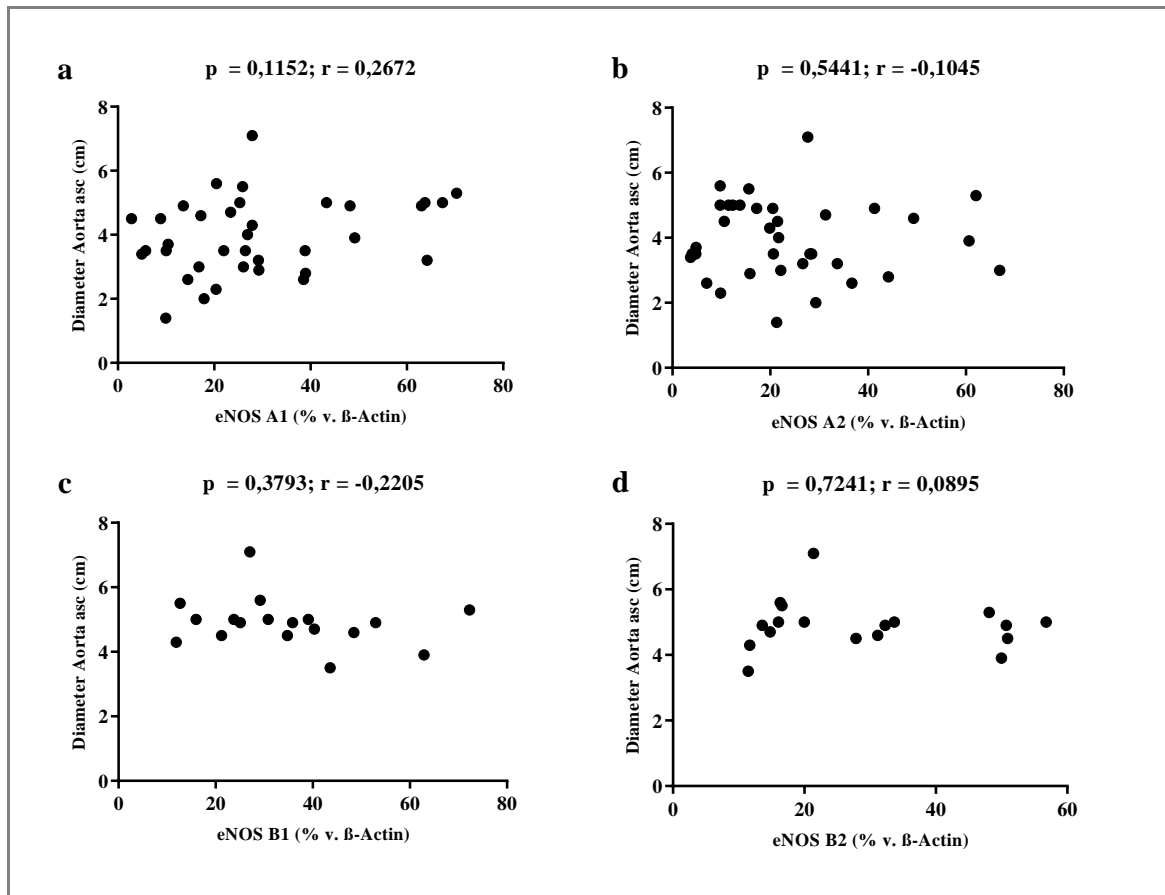 a
p = 0,1152; r = 0,2672
8
6
4
2
0
Diameter Aorta asc (cm)
0 20 40 60 80
eNOS A1 (% v. ß-Actin)
b
p = 0,5441; r = -0,1045
8
6
4
2
0
Diameter Aorta asc (cm)
0 20 40 60 80
eNOS A2 (% v. ß-Actin)
c
p = 0,3793; r = -0,2205
8
6
4
2
0
Diameter Aorta asc (cm)
0 20 40 60 80
eNOS B1 (% v. ß-Actin)
d
p = 0,7241; r = 0,0895
8
6
4
2
0
Diameter Aorta asc (cm)
0 20 40 60
eNOS B2 (% v. ß-Actin)